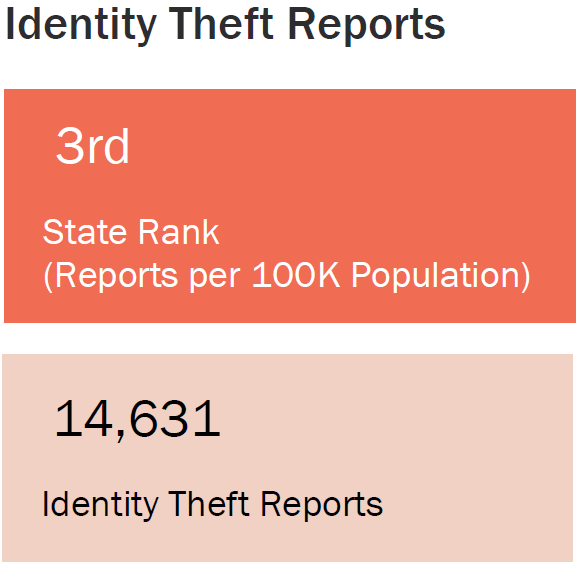 Identity Theft Reports
3rd
State Rank
(Reports per 100K Population)
14,631
Identity Theft Reports